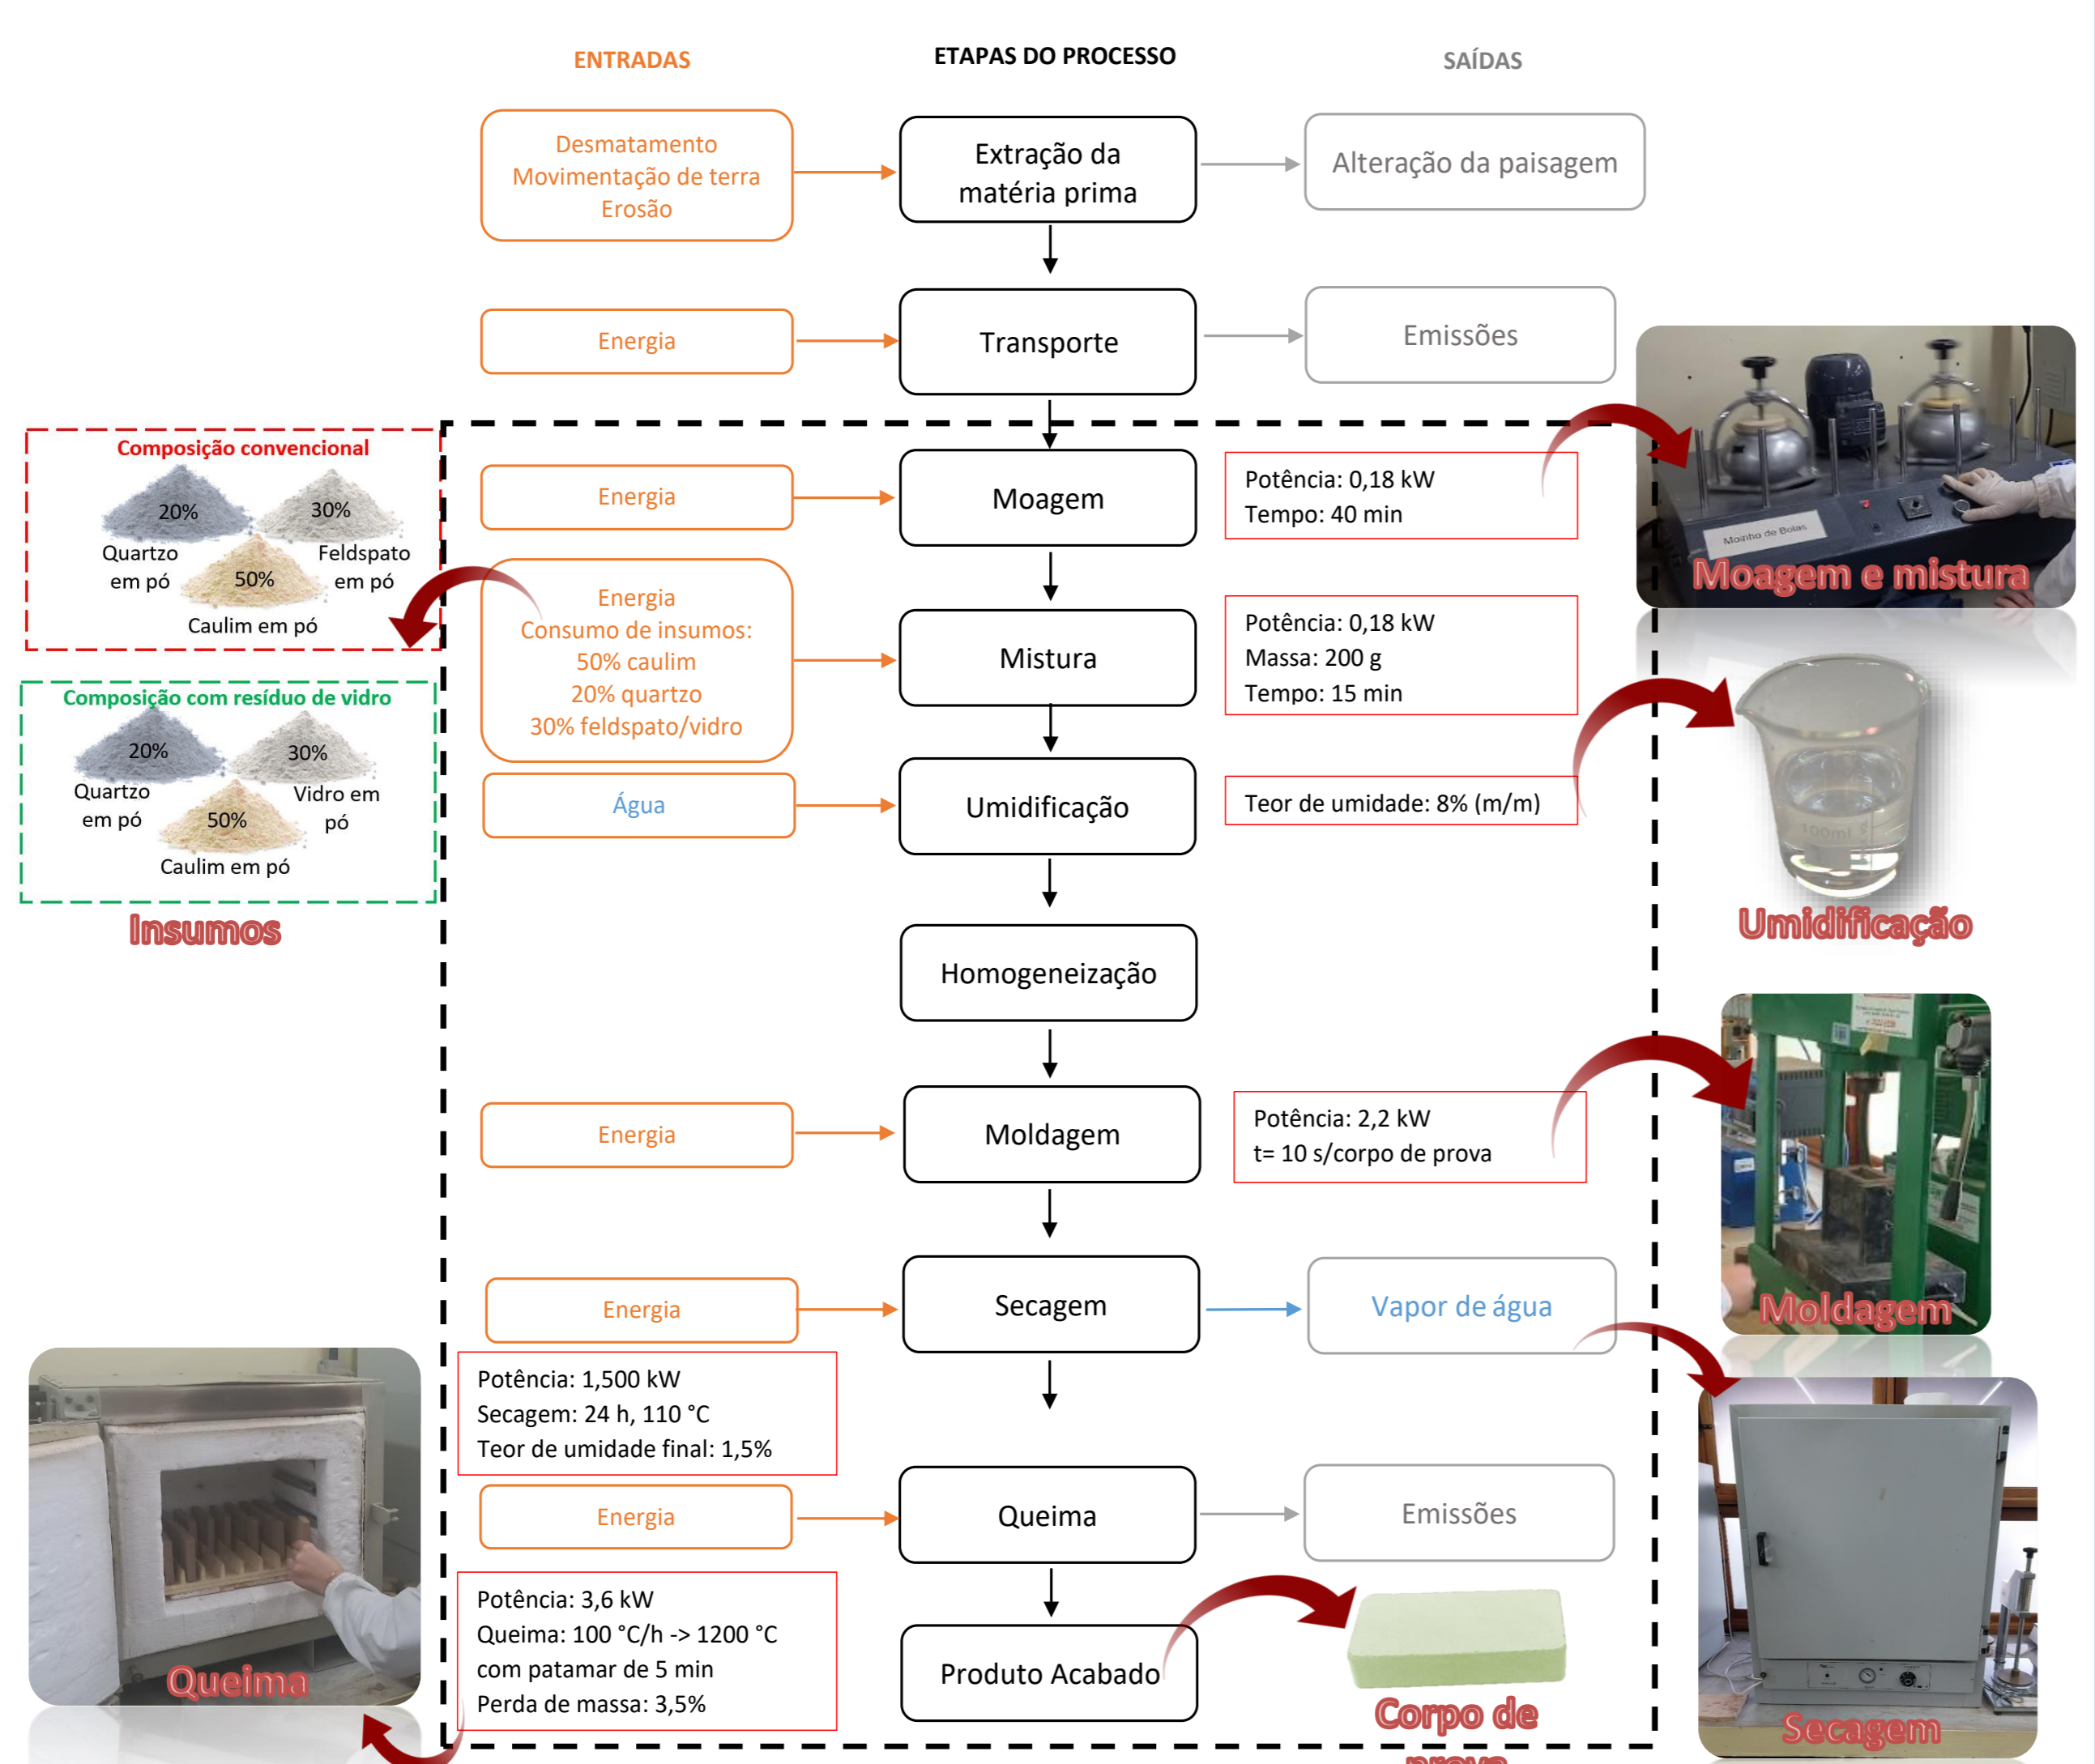 ENTRADAS
ETAPAS DO PROCESSO
SAÍDAS
Desmatamento
Movimentação de terra
Erosão
Extração da
matéria prima
Alteração da paisagem
Energia
Transporte
Emissões
Composição convencional
20%
30%
Quartzo
em pó
Feldspato
em pó
50%
Caulim em pó
Energia
Moagem
Potência: 0,18 kW
Tempo: 40 min
Moinho de Bolas
Moagem e mistura
Energia
Consumo de insumos:
50% caulim
20% quartzo
30% feldspato/vidro
Mistura
Potência: 0,18 kW
Massa: 200 g
Tempo: 15 min
Composição com resíduo de vidro
20%
30%
Quartzo
em pó
Vidro em
pó
50%
Caulim em pó
Insumos
Água
Umidificação
Teor de umidade: 8% (m/m)
100ml
Umidificação
Homogeneização
Energia
Moldagem
Potência: 2,2 kW
t= 10 s/corpo de prova
Moldagem
Energia
Secagem
Vapor de água
Potência: 1,500 kW
Secagem: 24 h, 110 °C
Teor de umidade final: 1,5%
Secagem
Energia
Queima
Emissões
Potência: 3,6 kW
Queima: 100 °C/h -> 1200 °C
com patamar de 5 min
Perda de massa: 3,5%
Queima
Produto Acabado
Corpo de
prova